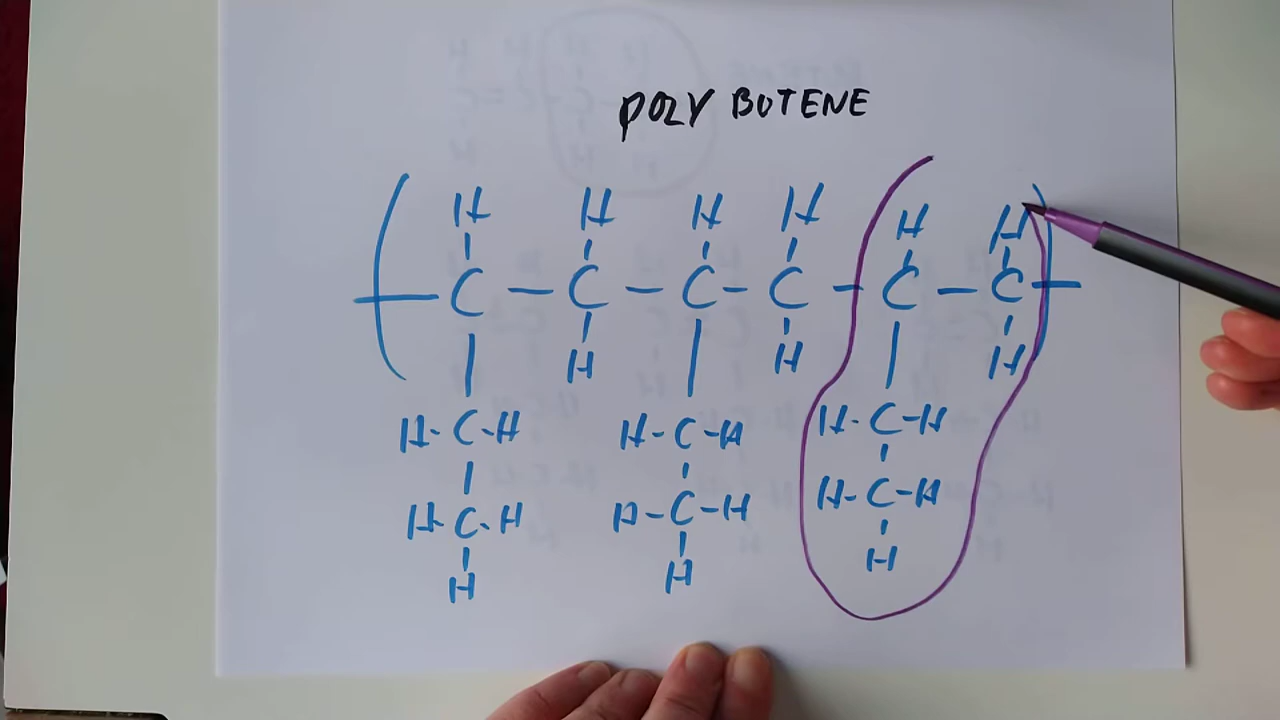 POLY BUTENE
H H H H H H
( - C - C - C - C - C - C - )
H H H
H - C - H H - C - H H - C - H
H - C - H H - C - H H - C - H
H H H